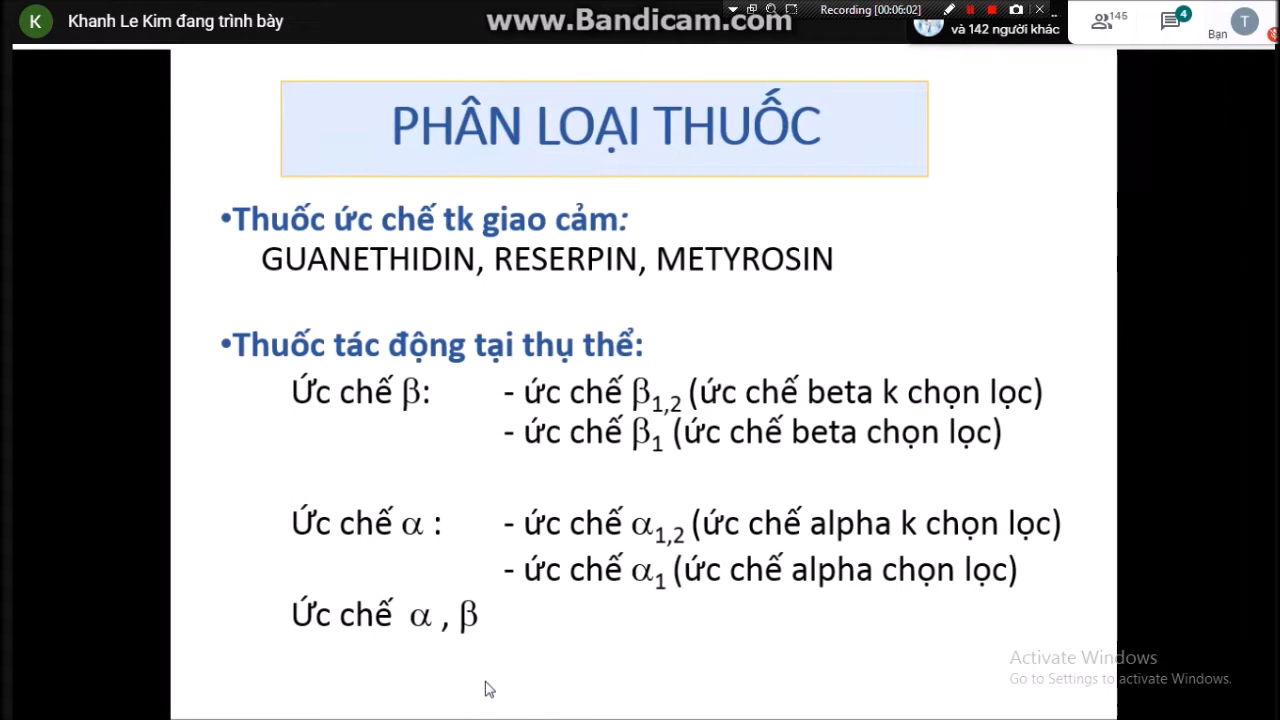 Khanh Le Kim đang trình bày
www.Bandicam.com
Recording [00:06:02]
và 142 người khác
145
4
Bạn
K
T
PHÂN LOẠI THUỐC
•Thuốc ức chế tk giao cảm:
GUANETHIDIN, RESERPIN, METYROSIN
•Thuốc tác động tại thụ thể:
Ức chế β: - ức chế β1,2 (ức chế beta k chọn lọc)
- ức chế β1 (ức chế beta chọn lọc)
Ức chế α : - ức chế α1,2 (ức chế alpha k chọn lọc)
- ức chế α1 (ức chế alpha chọn lọc)
Ức chế α , β
Activate Windows
Go to Settings to activate Windows.